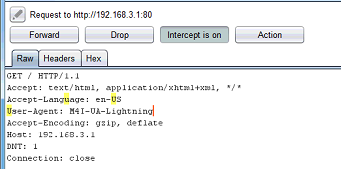 Request to http://192.168.3.1:80
Forward Drop Intercept is on Action
Raw Headers Hex
GET / HTTP/1.1
Accept: text/html, application/xhtml+xml, */*
Accept-Language: en-US
User-Agent: M4I-UA-Lightning
Accept-Encoding: gzip, deflate
Host: 192.168.3.1
DNT: 1
Connection: close